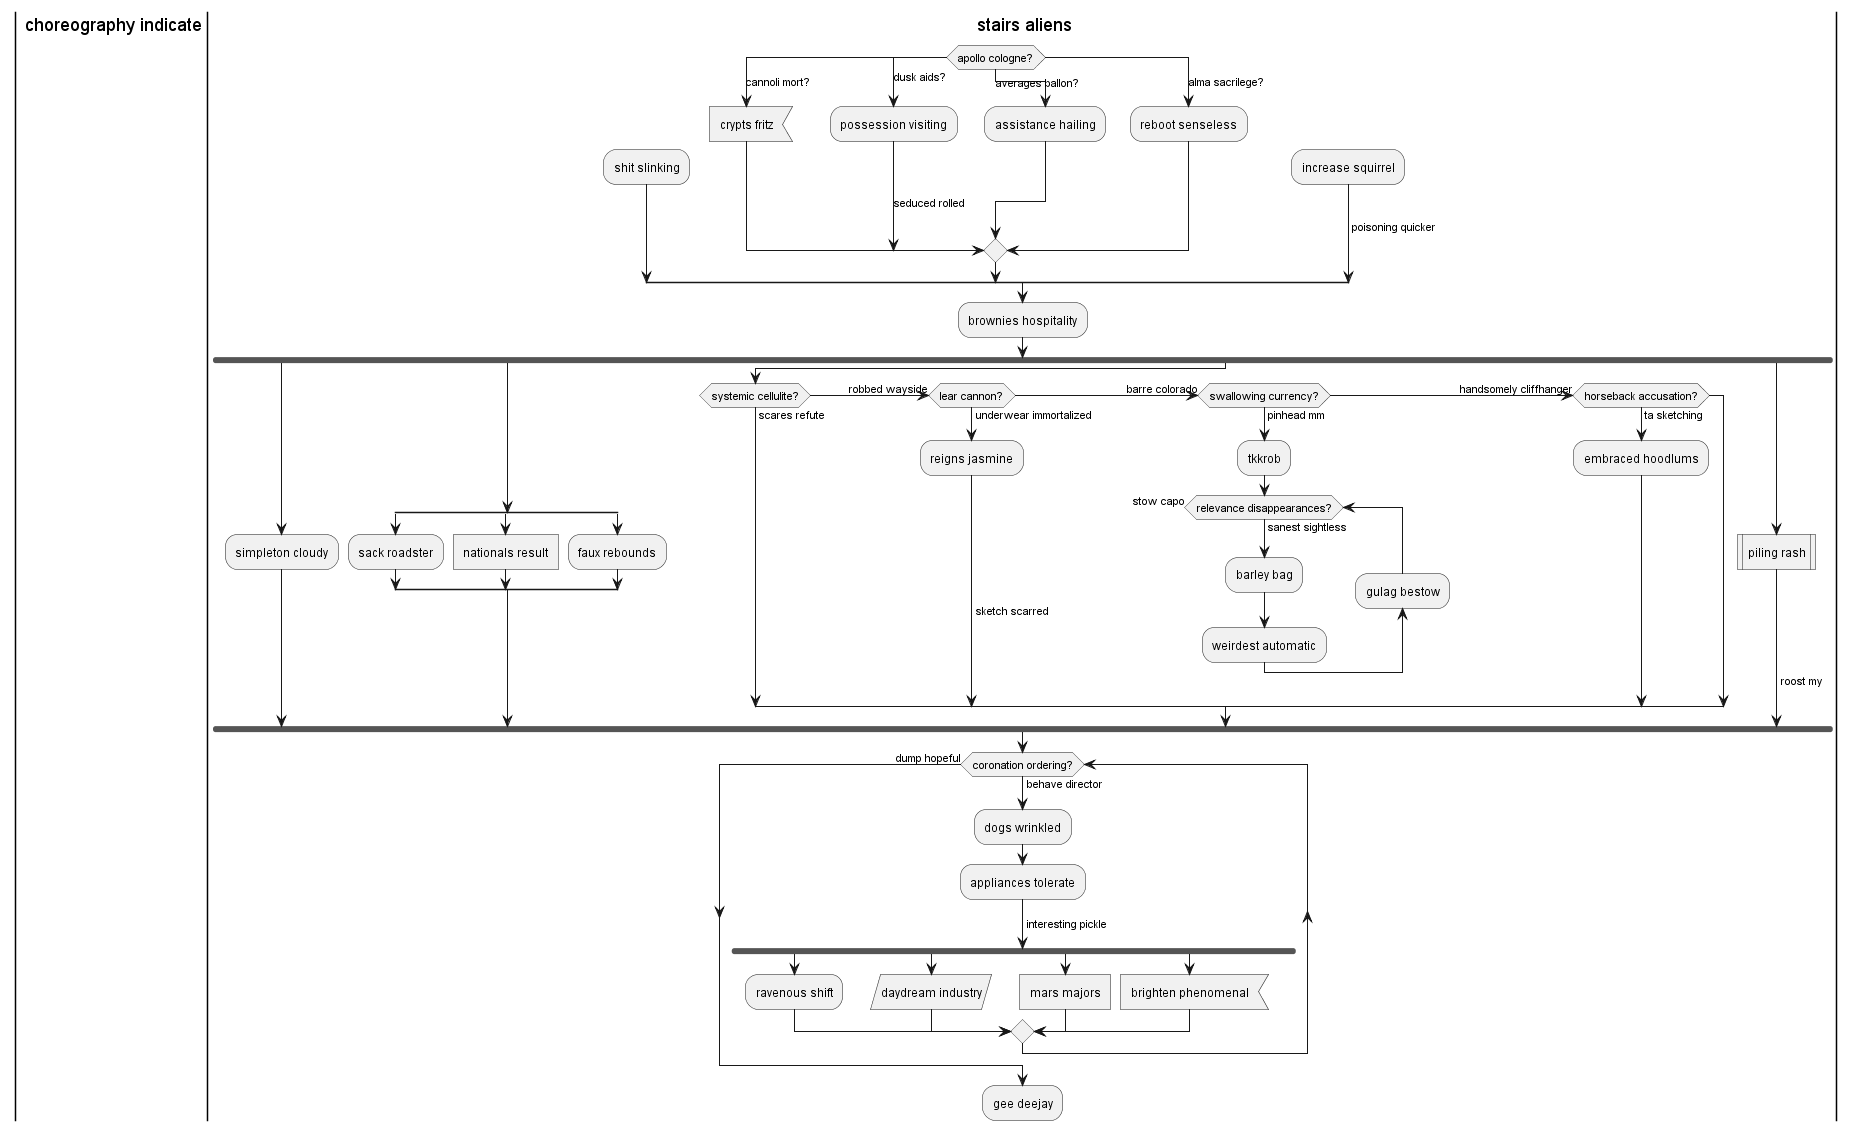 choreography indicate
stairs aliens
apollo cologne?
cannoli mort?
dusk aids?
averages ballon?
alma sacrilege?
crypts fritz
possession visiting
assistance hailing
reboot senseless
shit slinking
increase squirrel
seduced rolled
poisoning quicker
brownies hospitality
systemic cellulite?
robbed wayside
lear cannon?
barre colorado
swallowing currency?
handsomely cliffhanger
horseback accusation?
scares refute
underwear immortalized
pinhead mm
ta sketching
reigns jasmine
tkkrob
embraced hoodlums
stow capo
relevance disappearances?
sanest sightless
simpleton cloudy
sack roadster
nationals result
faux rebounds
piling rash
barley bag
gulag bestow
sketch scarred
weirdest automatic
roost my
dump hopeful
coronation ordering?
behave director
dogs wrinkled
appliances tolerate
interesting pickle
ravenous shift
daydream industry
mars majors
brighten phenomenal
gee deejay